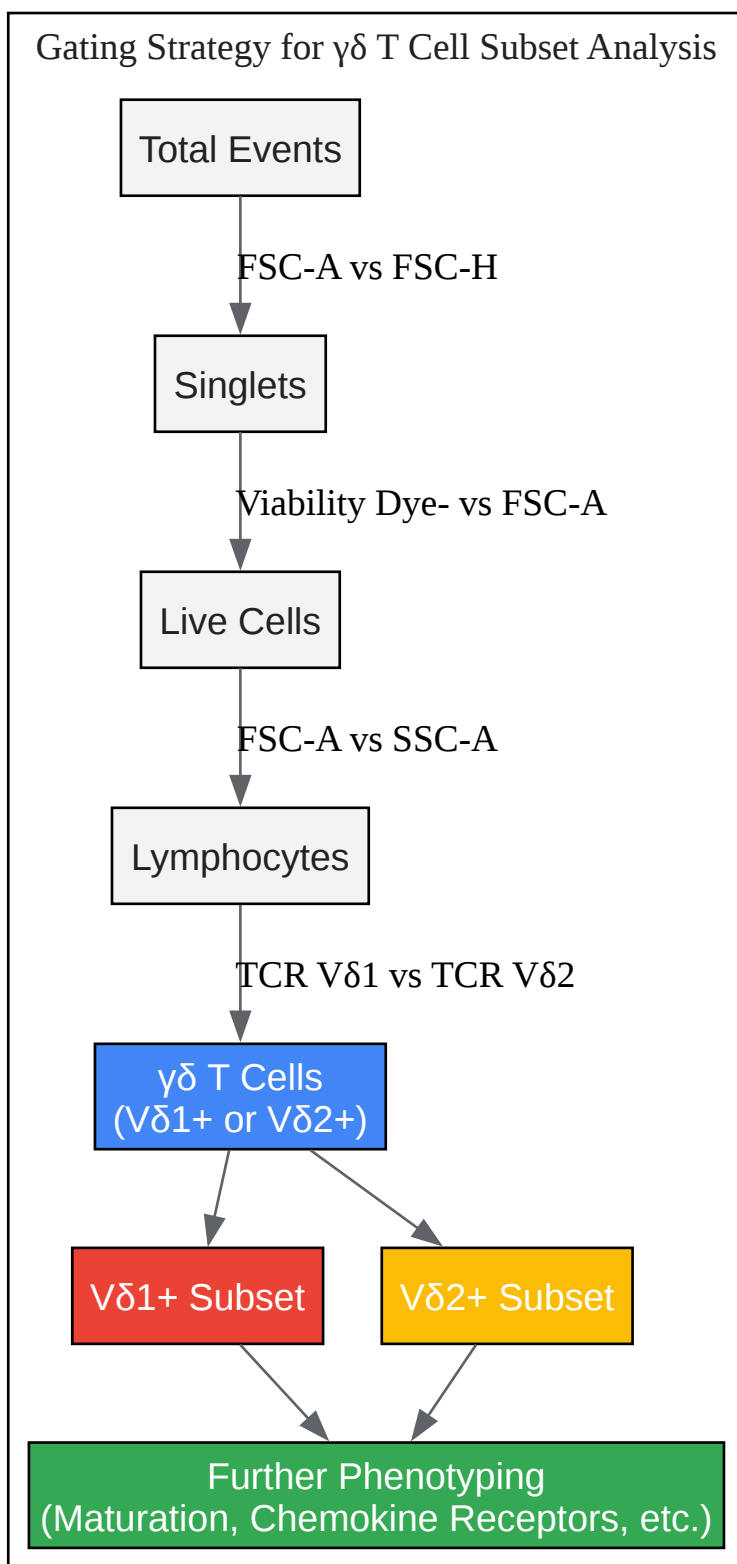 Gating Strategy for γδ T Cell Subset Analysis
Total Events
FSC-A vs FSC-H
Singlets
Viability Dye- vs FSC-A
Live Cells
FSC-A vs SSC-A
Lymphocytes
TCR Vδ1 vs TCR Vδ2
γδ T Cells
(Vδ1+ or Vδ2+)
Vδ1+ Subset
Vδ2+ Subset
Further Phenotyping
(Maturation, Chemokine Receptors, etc.)